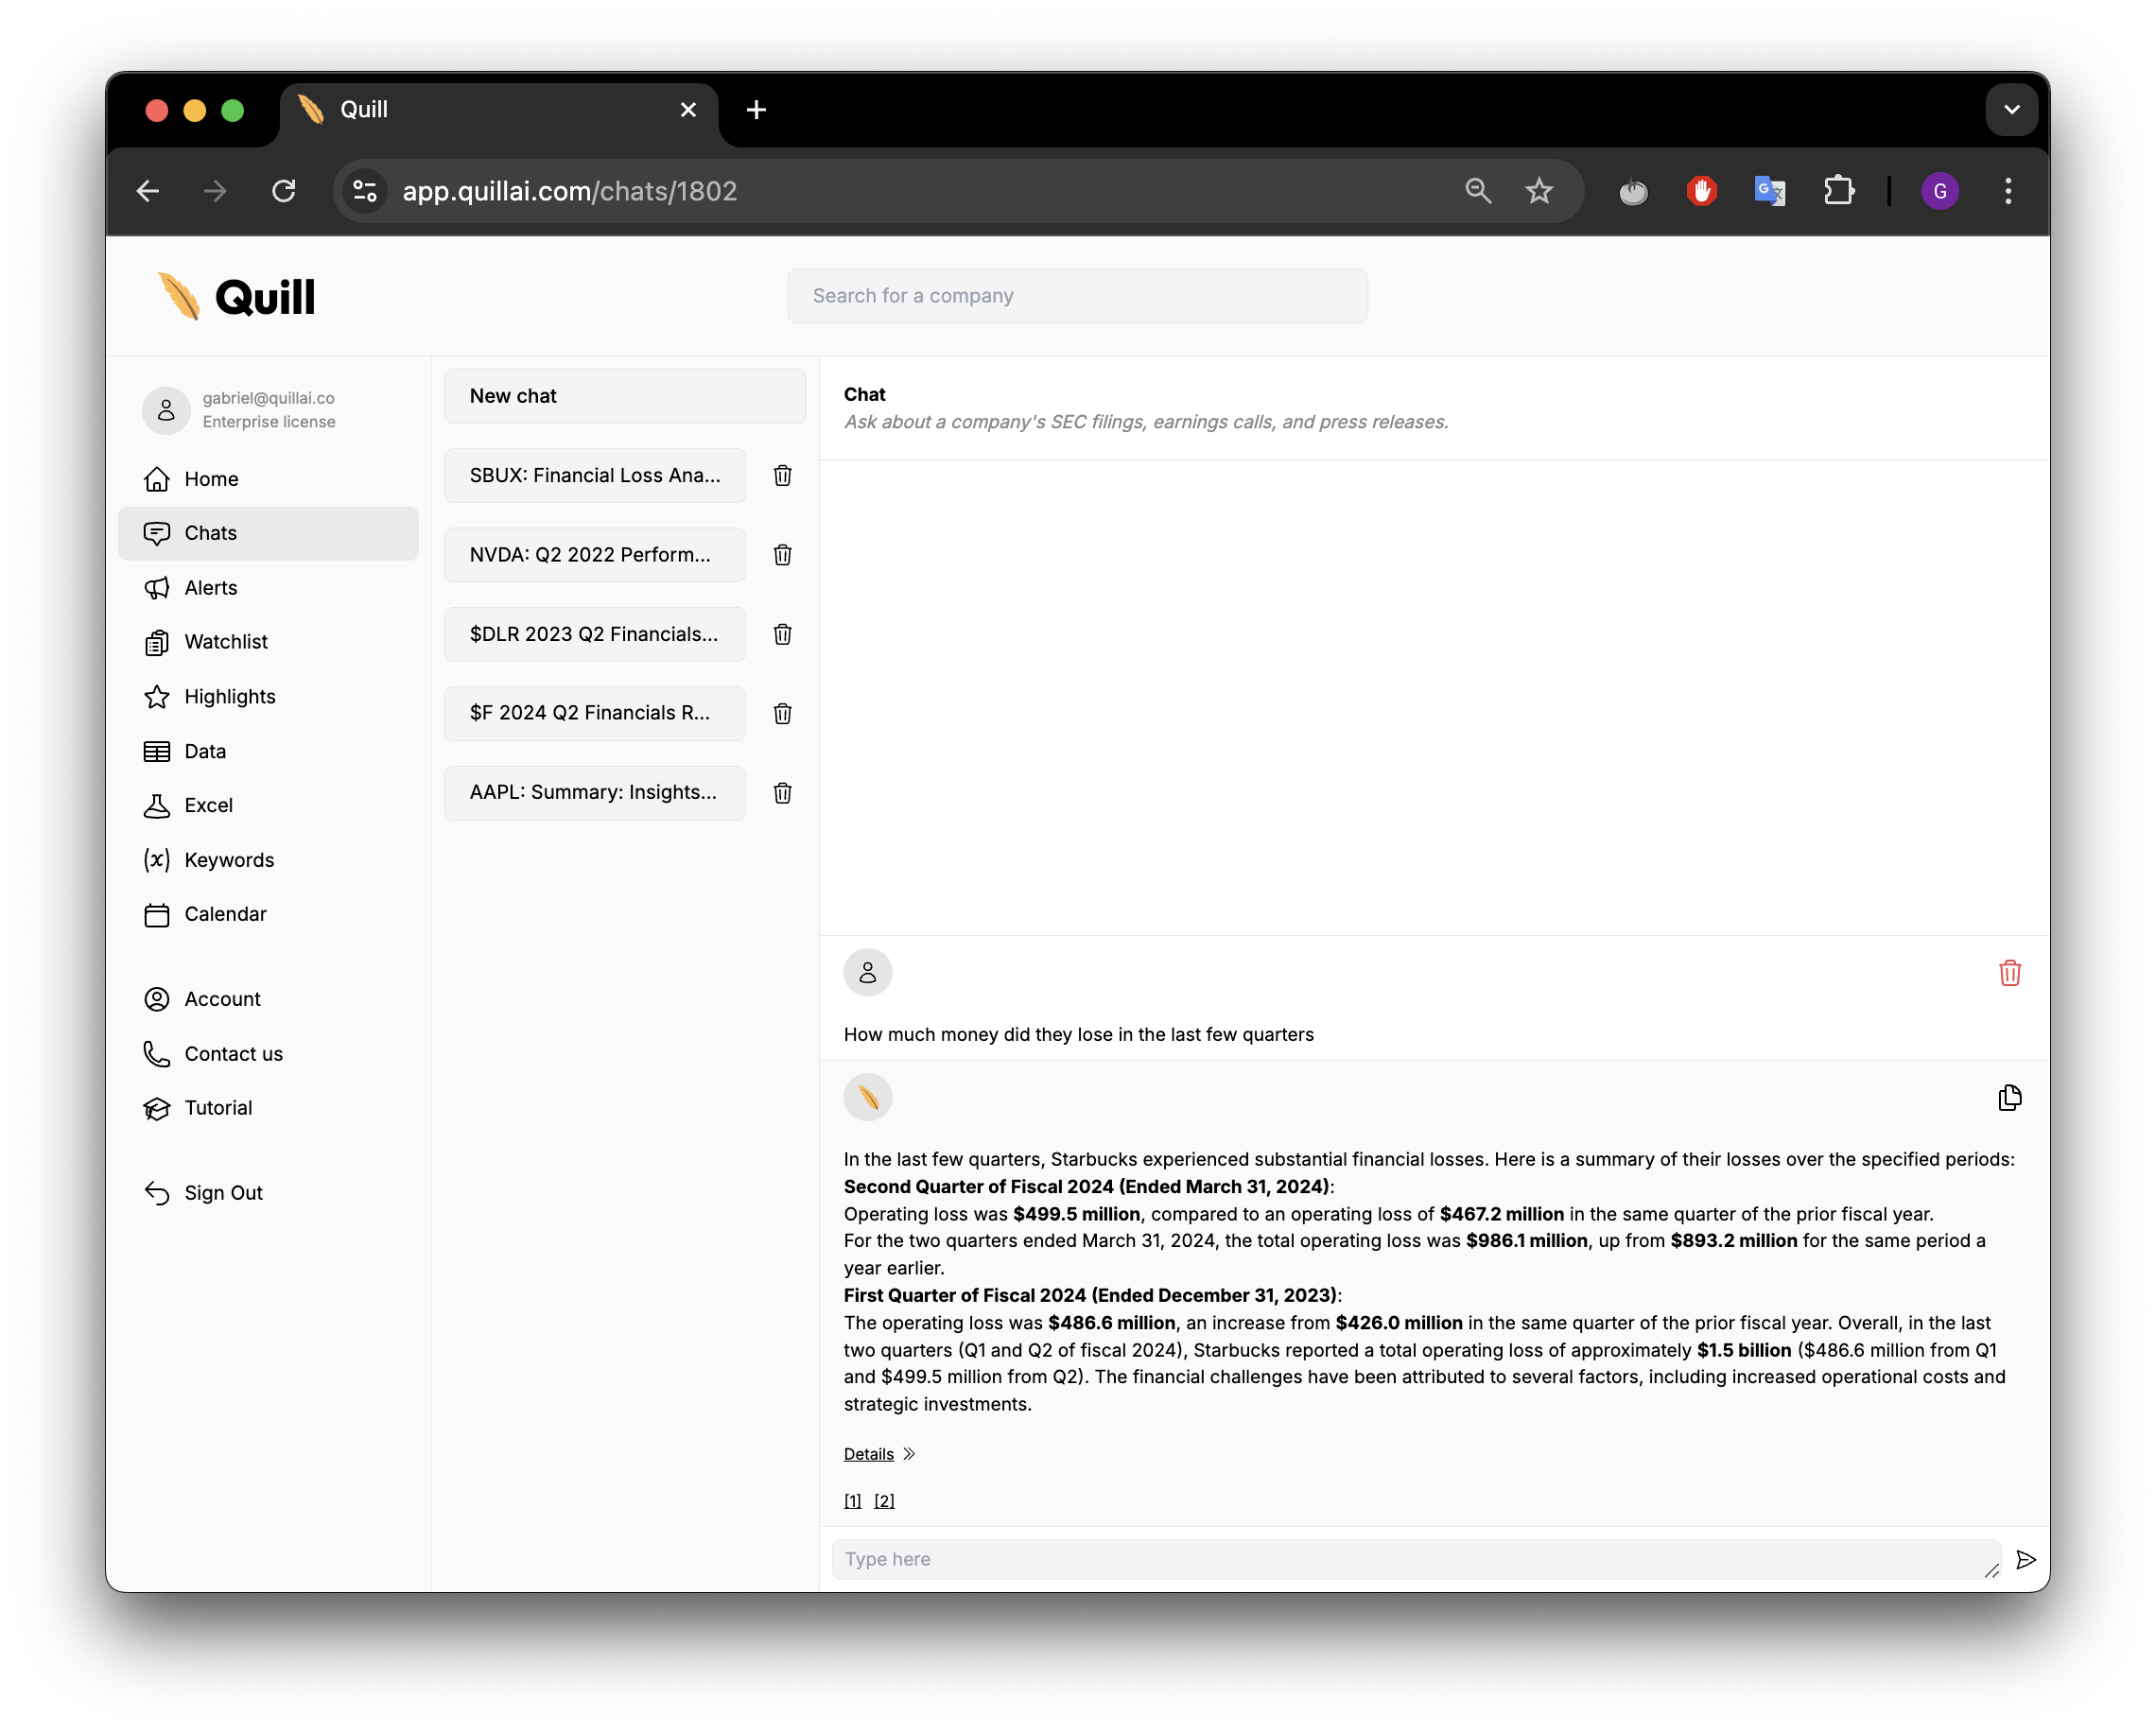 Quill
app.quillai.com/chats/1802
G
Quill
Search for a company
gabriel@quillai.co
Enterprise license
Home
Chats
Alerts
Watchlist
Highlights
Data
Excel
(x) Keywords
Calendar
Account
Contact us
Tutorial
Sign Out
New chat
SBUX: Financial Loss Ana...
NVDA: Q2 2022 Perform...
$DLR 2023 Q2 Financials...
$F 2024 Q2 Financials R...
AAPL: Summary: Insights...
Chat
Ask about a company's SEC filings, earnings calls, and press releases.
How much money did they lose in the last few quarters
In the last few quarters, Starbucks experienced substantial financial losses. Here is a summary of their losses over the specified periods:
Second Quarter of Fiscal 2024 (Ended March 31, 2024):
Operating loss was $499.5 million, compared to an operating loss of $467.2 million in the same quarter of the prior fiscal year.
For the two quarters ended March 31, 2024, the total operating loss was $986.1 million, up from $893.2 million for the same period a
year earlier.
First Quarter of Fiscal 2024 (Ended December 31, 2023):
The operating loss was $486.6 million, an increase from $426.0 million in the same quarter of the prior fiscal year. Overall, in the last
two quarters (Q1 and Q2 of fiscal 2024), Starbucks reported a total operating loss of approximately $1.5 billion ($486.6 million from Q1
and $499.5 million from Q2). The financial challenges have been attributed to several factors, including increased operational costs and
strategic investments.
Details
[1] [2]
Type here